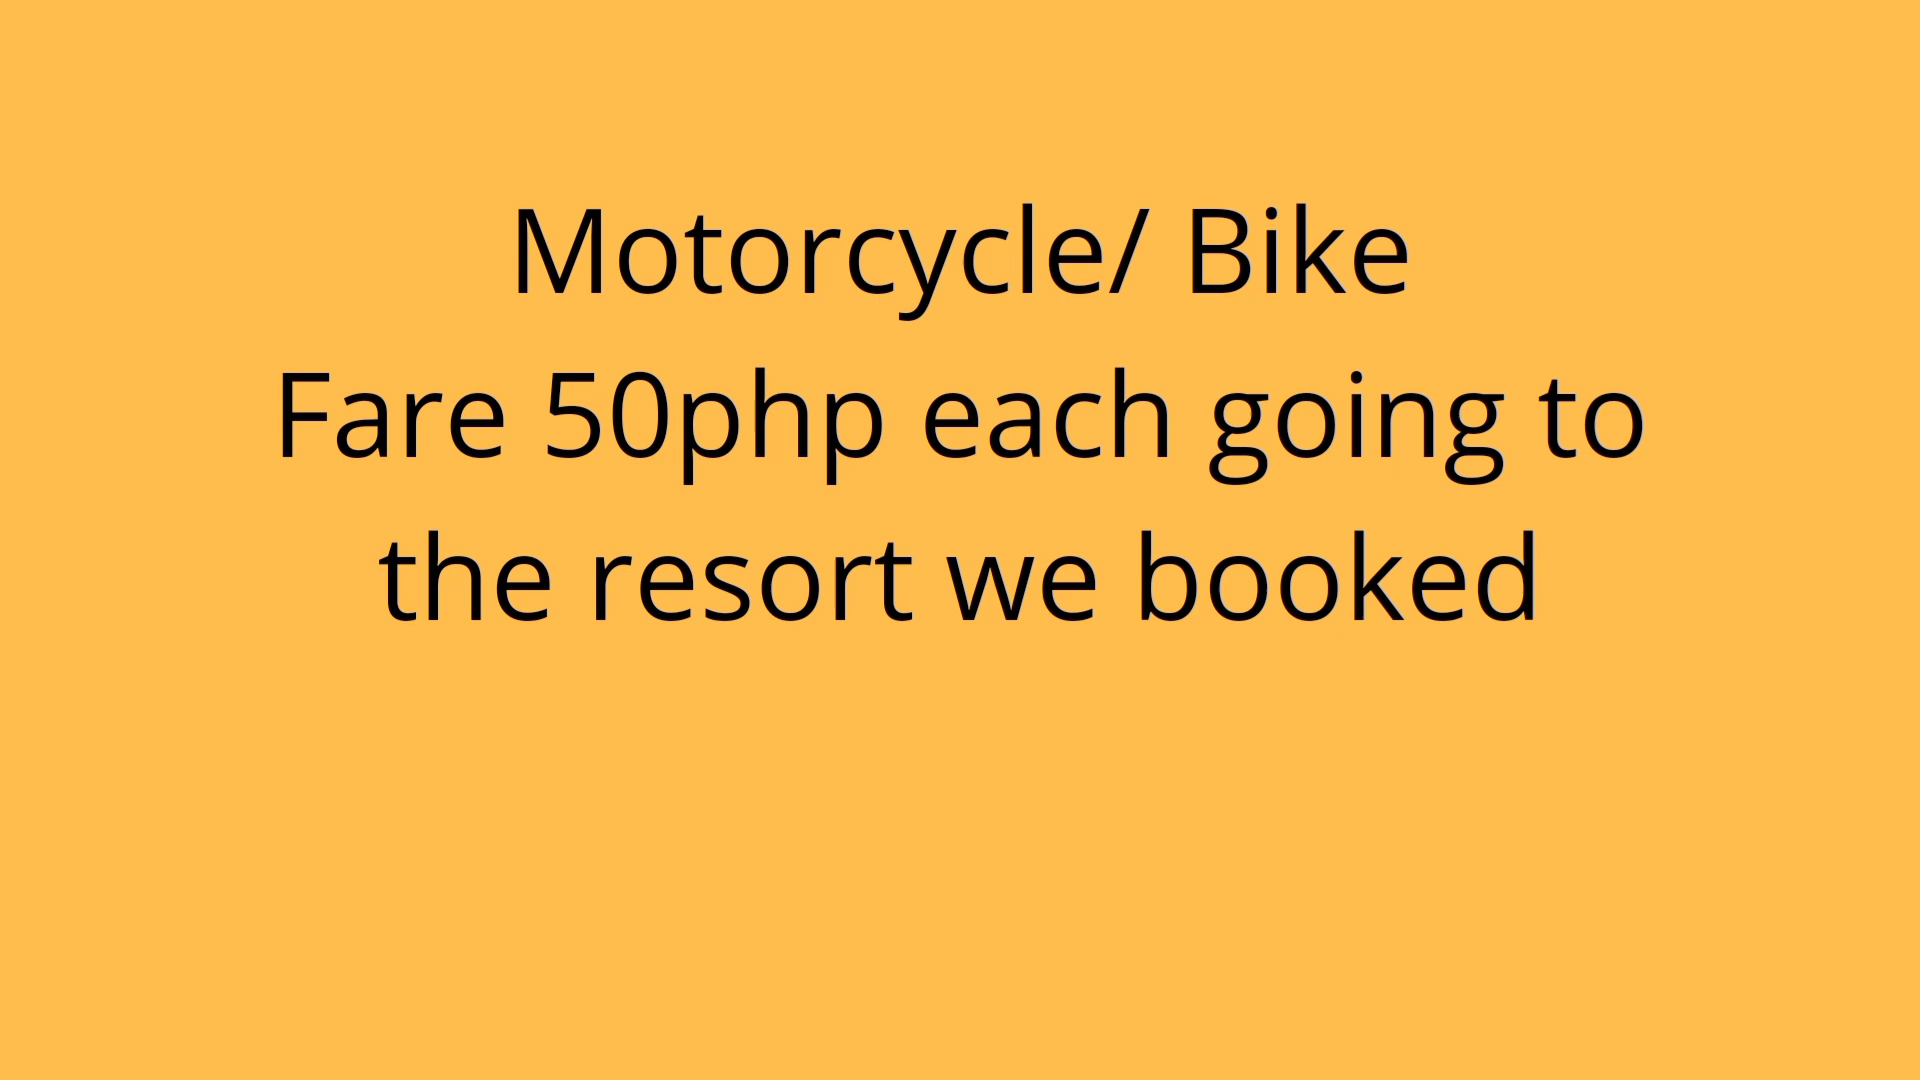 Motorcycle/ Bike
Fare 50php each going to
the resort we booked